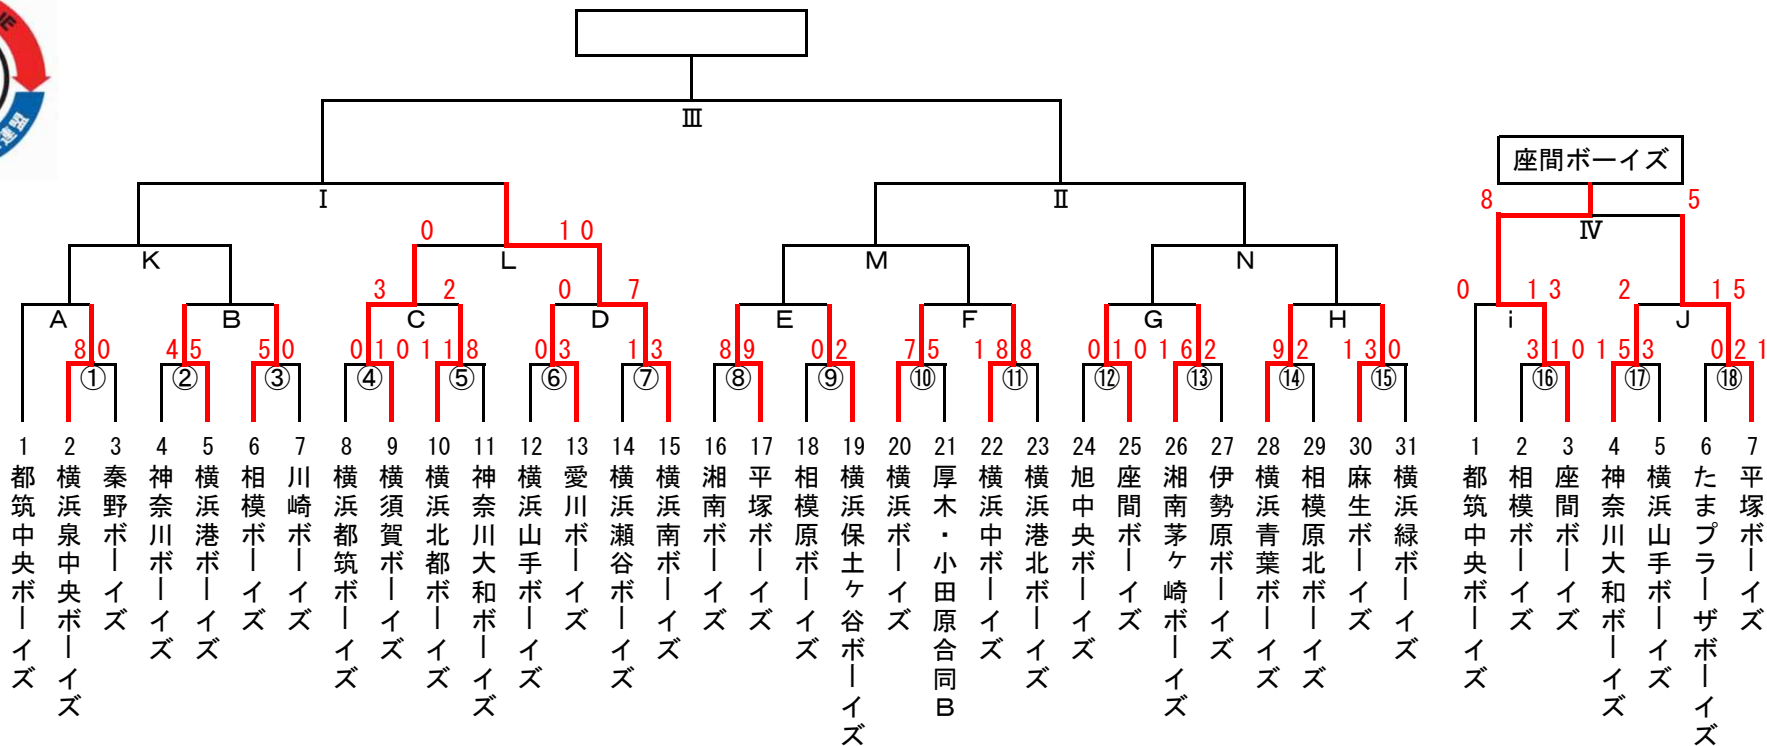 UE
連盟
Ⅲ
座間ボーイズ
Ⅰ
Ⅱ
8 5
Ⅳ
0 10
K
L
M
N
3 2
0 7
0 13
2 15
A
B
C
D
E
F
G
H
i
J
8 0
4 5
5 0
0 10
11 8
0 3
1 3
8 9
0 2
7 5
18 8
0 10
16 2
9 2
13 0
3 10
15 3
0 21
①
②
③
④
⑤
⑥
⑦
⑧
⑨
⑩
⑪
⑫
⑬
⑭
⑮
⑯
⑰
⑱
1 都筑中央ボーイズ
2 横浜泉中央ボーイズ
3 秦野ボーイズ
4 神奈川ボーイズ
5 横浜港ボーイズ
6 相模ボーイズ
7 川崎ボーイズ
8 横浜都筑ボーイズ
9 横須賀ボーイズ
10 横浜北都ボーイズ
11 神奈川大和ボーイズ
12 横浜山手ボーイズ
13 愛川ボーイズ
14 横浜瀬谷ボーイズ
15 横浜南ボーイズ
16 湘南ボーイズ
17 平塚ボーイズ
18 相模原ボーイズ
19 横浜保土ヶ谷ボーイズ
20 横浜ボーイズ
21 厚木・小田原合同B
22 横浜中ボーイズ
23 横浜港北ボーイズ
24 旭中央ボーイズ
25 座間ボーイズ
26 湘南茅ヶ崎ボーイズ
27 伊勢原ボーイズ
28 横浜青葉ボーイズ
29 相模原北ボーイズ
30 麻生ボーイズ
31 横浜緑ボーイズ
1 都筑中央ボーイズ
2 相模ボーイズ
3 座間ボーイズ
4 神奈川大和ボーイズ
5 横浜山手ボーイズ
6 たまプラーザボーイズ
7 平塚ボーイズ